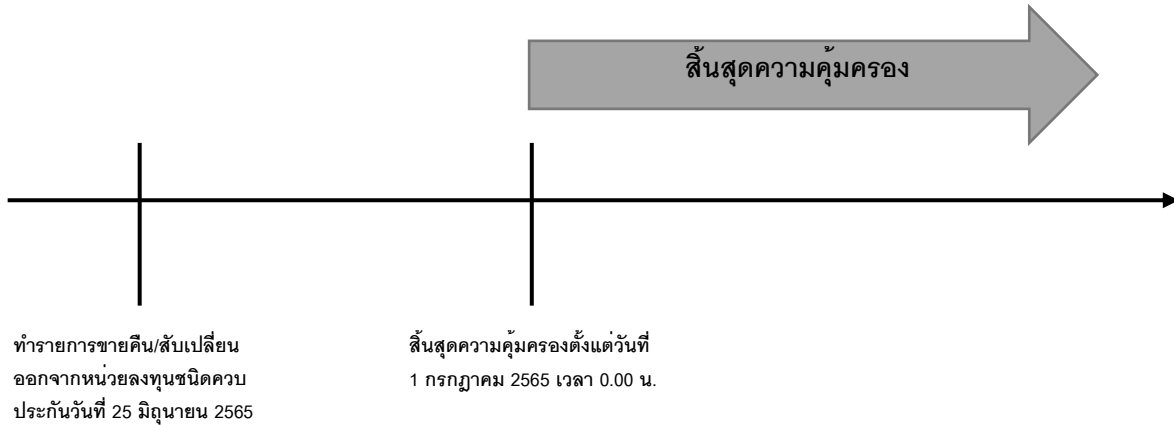 สิ้นสุดความคุ้มครอง
ทำรายการขายคืน/สับเปลี่ยน
ออกจากหน่วยลงทุนชนิดควบ
ประกันวันที่ 25 มิถุนายน 2565
สิ้นสุดความคุ้มครองตั้งแต่วันที่
1 กรกฎาคม 2565 เวลา 0.00 น.